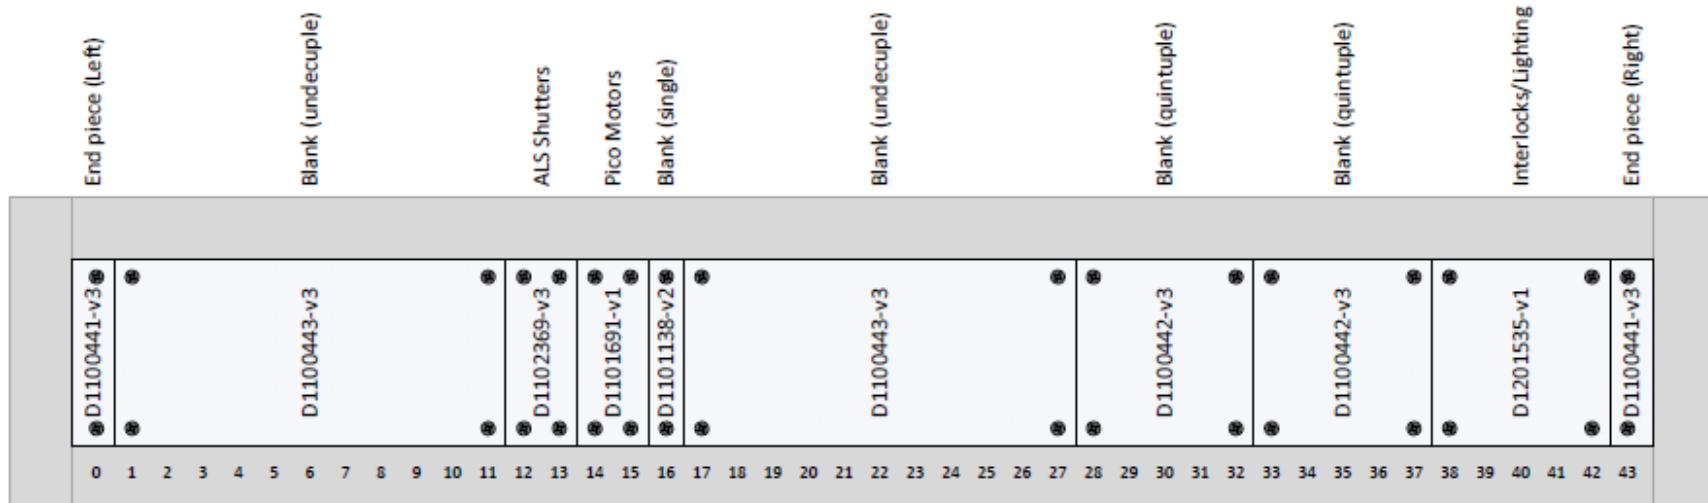 End piece (Left)
Blank (undecuple)
ALS Shutters
Pico Motors
Blank (single)
Blank (undecuple)
Blank (quintuple)
Blank (quintuple)
Interlocks/Lighting
End piece (Right)
D1100441-v3
D1100443-v3
D1102369-v3
D1101691-v1
D1101138-v2
D1100443-v3
D1100442-v3
D1100442-v3
D1201535-v1
D1100441-v3
0 1 2 3 4 5 6 7 8 9 10 11 12 13 14 15 16 17 18 19 20 21 22 23 24 25 26 27 28 29 30 31 32 33 34 35 36 37 38 39 40 41 42 43